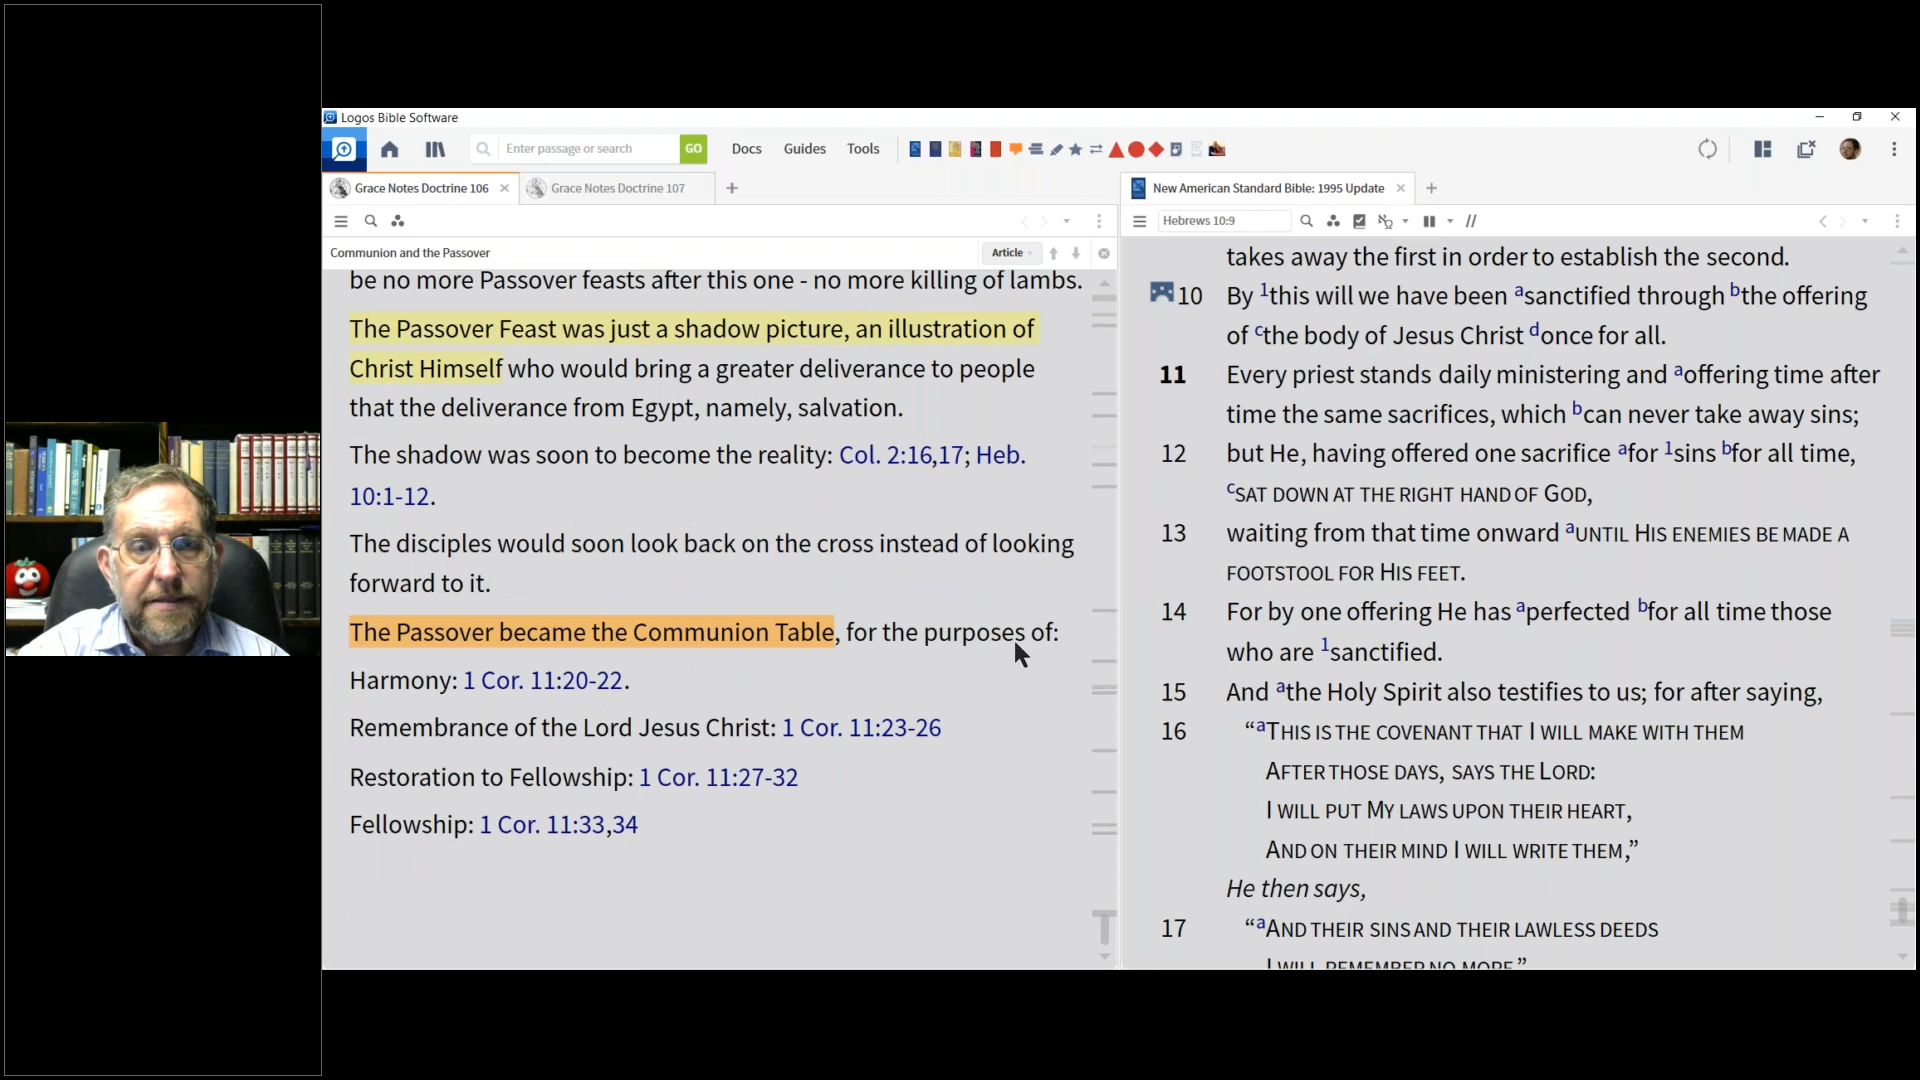 Logos Bible Software
Enter passage or search
GO
Docs
Guides
Tools
Grace Notes Doctrine 106
Grace Notes Doctrine 107
Communion and the Passover
Article
be no more Passover feasts after this one - no more killing of lambs.
The Passover Feast was just a shadow picture, an illustration of
Christ Himself who would bring a greater deliverance to people
that the deliverance from Egypt, namely, salvation.
The shadow was soon to become the reality: Col. 2:16,17; Heb.
10:1-12.
The disciples would soon look back on the cross instead of looking
forward to it.
The Passover became the Communion Table, for the purposes of:
Harmony: 1 Cor. 11:20-22.
Remembrance of the Lord Jesus Christ: 1 Cor. 11:23-26
Restoration to Fellowship: 1 Cor. 11:27-32
Fellowship: 1 Cor. 11:33,34
New American Standard Bible: 1995 Update
Hebrews 10:9
takes away the first in order to establish the second.
10 By 1this will we have been asanctified through bthe offering
of cthe body of Jesus Christ donce for all.
11 Every priest stands daily ministering and aoffering time after
time the same sacrifices, which bcan never take away sins;
12 but He, having offered one sacrifice afor 1sins bfor all time,
cSAT DOWN AT THE RIGHT HAND OF GOD,
13 waiting from that time onward aUNTIL HIS ENEMIES BE MADE A
FOOTSTOOL FOR HIS FEET.
14 For by one offering He has aperfected bfor all time those
who are 1sanctified.
15 And athe Holy Spirit also testifies to us; for after saying,
16 “aTHIS IS THE COVENANT THAT I WILL MAKE WITH THEM
AFTER THOSE DAYS, SAYS THE LORD:
I WILL PUT MY LAWS UPON THEIR HEART,
AND ON THEIR MIND I WILL WRITE THEM,”
He then says,
17 “aAND THEIR SINS AND THEIR LAWLESS DEEDS
I WILL REMEMBER NO MORE.”